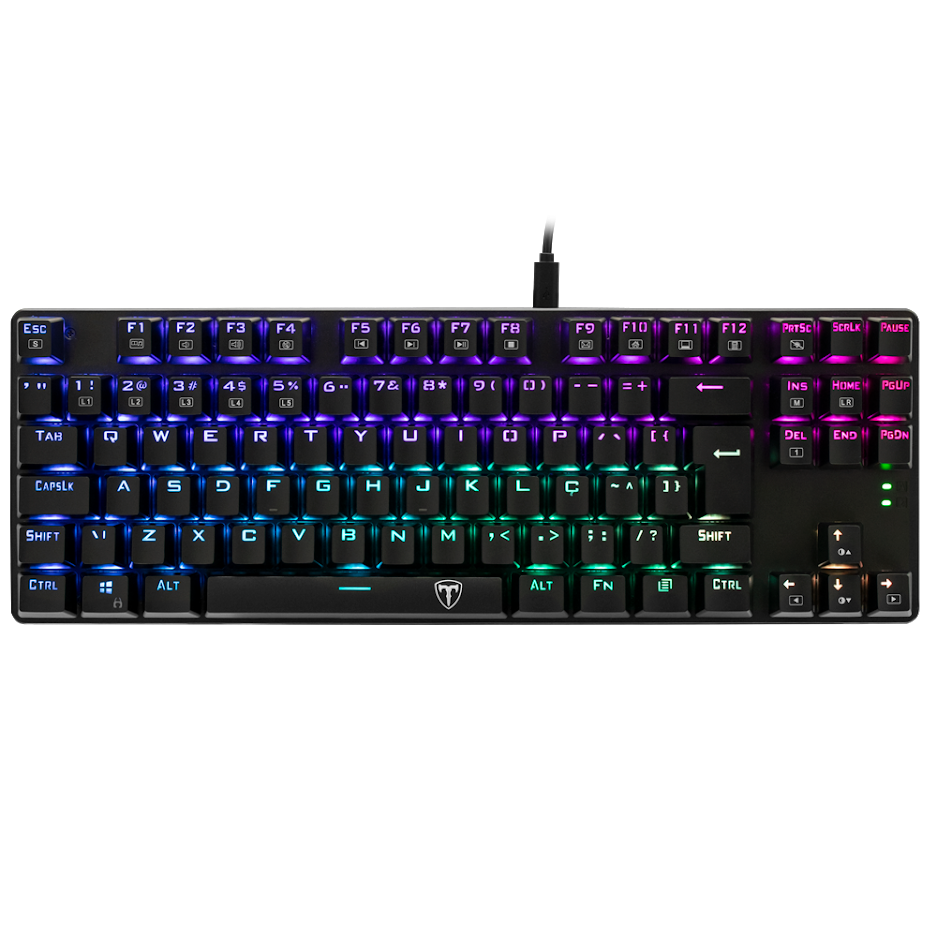 Esc F1 F2 F3 F4 F5 F6 F7 F8 F9 F10 F11 F12 PrtSc ScrLk Pause
S
' " 1 ! 2 @ 3 # 4 $ 5 % 6 ¨ 7 & 8 * 9 ( 0 ) - - = + Ins Home PgUp
L1 L2 L3 L4 L5 M LR
Tab Q W E R T Y U I O P [ { Del End PgDn
1
CapsLk A S D F G H J K L Ç ~ ^ ] }
Shift \ | Z X C V B N M , < . > ; : / ? Shift
Ctrl Alt Alt Fn Ctrl